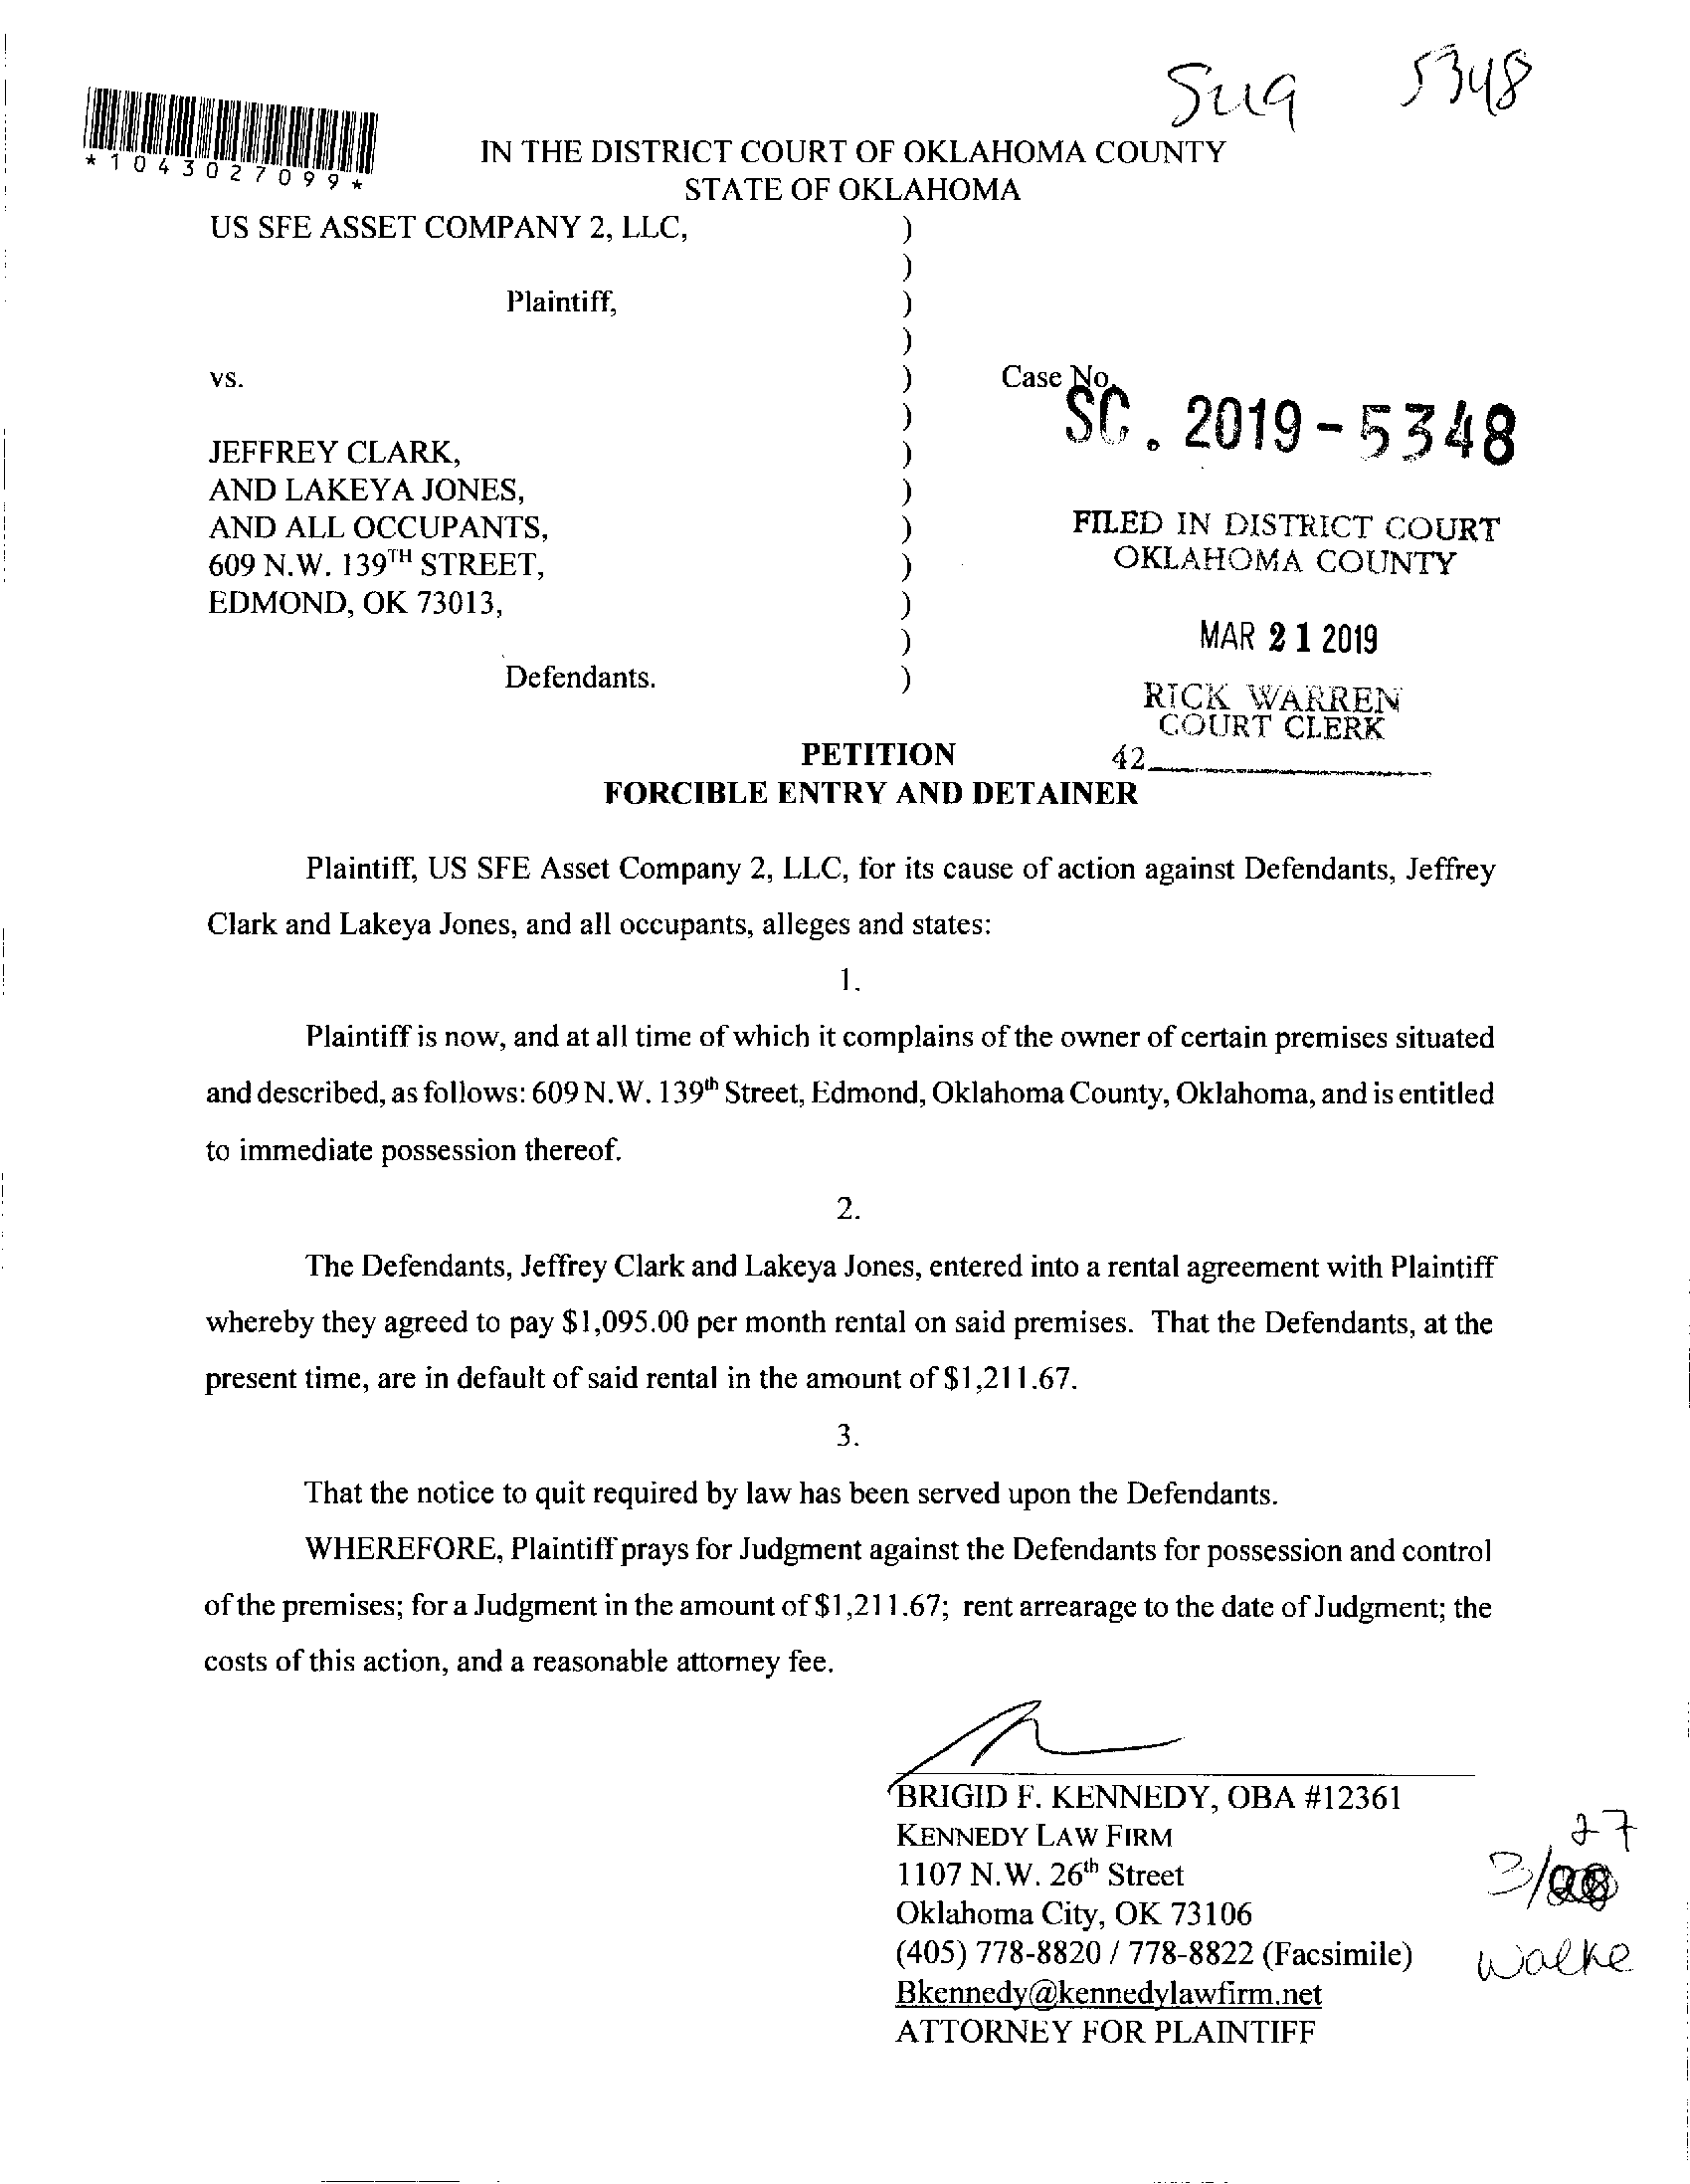 5348
*1043027099*
IN THE DISTRICT COURT OF OKLAHOMA COUNTY
STATE OF OKLAHOMA
US SFE ASSET COMPANY 2, LLC, )
)
Plaintiff, )
)
vs. ) Case No.
SC. 2019-5348
)
JEFFREY CLARK, )
AND LAKEYA JONES, )
AND ALL OCCUPANTS, ) FILED IN DISTRICT COURT
609 N.W. 139TH STREET, ) OKLAHOMA COUNTY
EDMOND, OK 73013, )
) MAR 21 2019
Defendants. )
RICK WARREN
COURT CLERK
PETITION 42
FORCIBLE ENTRY AND DETAINER
Plaintiff, US SFE Asset Company 2, LLC, for its cause of action against Defendants, Jeffrey
Clark and Lakeya Jones, and all occupants, alleges and states:
1.
Plaintiff is now, and at all time of which it complains of the owner of certain premises situated
and described, as follows: 609 N.W. 139th Street, Edmond, Oklahoma County, Oklahoma, and is entitled
to immediate possession thereof.
2.
The Defendants, Jeffrey Clark and Lakeya Jones, entered into a rental agreement with Plaintiff
whereby they agreed to pay $1,095.00 per month rental on said premises. That the Defendants, at the
present time, are in default of said rental in the amount of $1,211.67.
3.
That the notice to quit required by law has been served upon the Defendants.
WHEREFORE, Plaintiff prays for Judgment against the Defendants for possession and control
of the premises; for a Judgment in the amount of $1,211.67; rent arrearage to the date of Judgment; the
costs of this action, and a reasonable attorney fee.
BRIGID F. KENNEDY, OBA #12361
KENNEDY LAW FIRM
1107 N.W. 26th Street
Oklahoma City, OK 73106
(405) 778-8820 / 778-8822 (Facsimile)
Bkennedy@kennedylawfirm.net
ATTORNEY FOR PLAINTIFF
27
3/
Walke